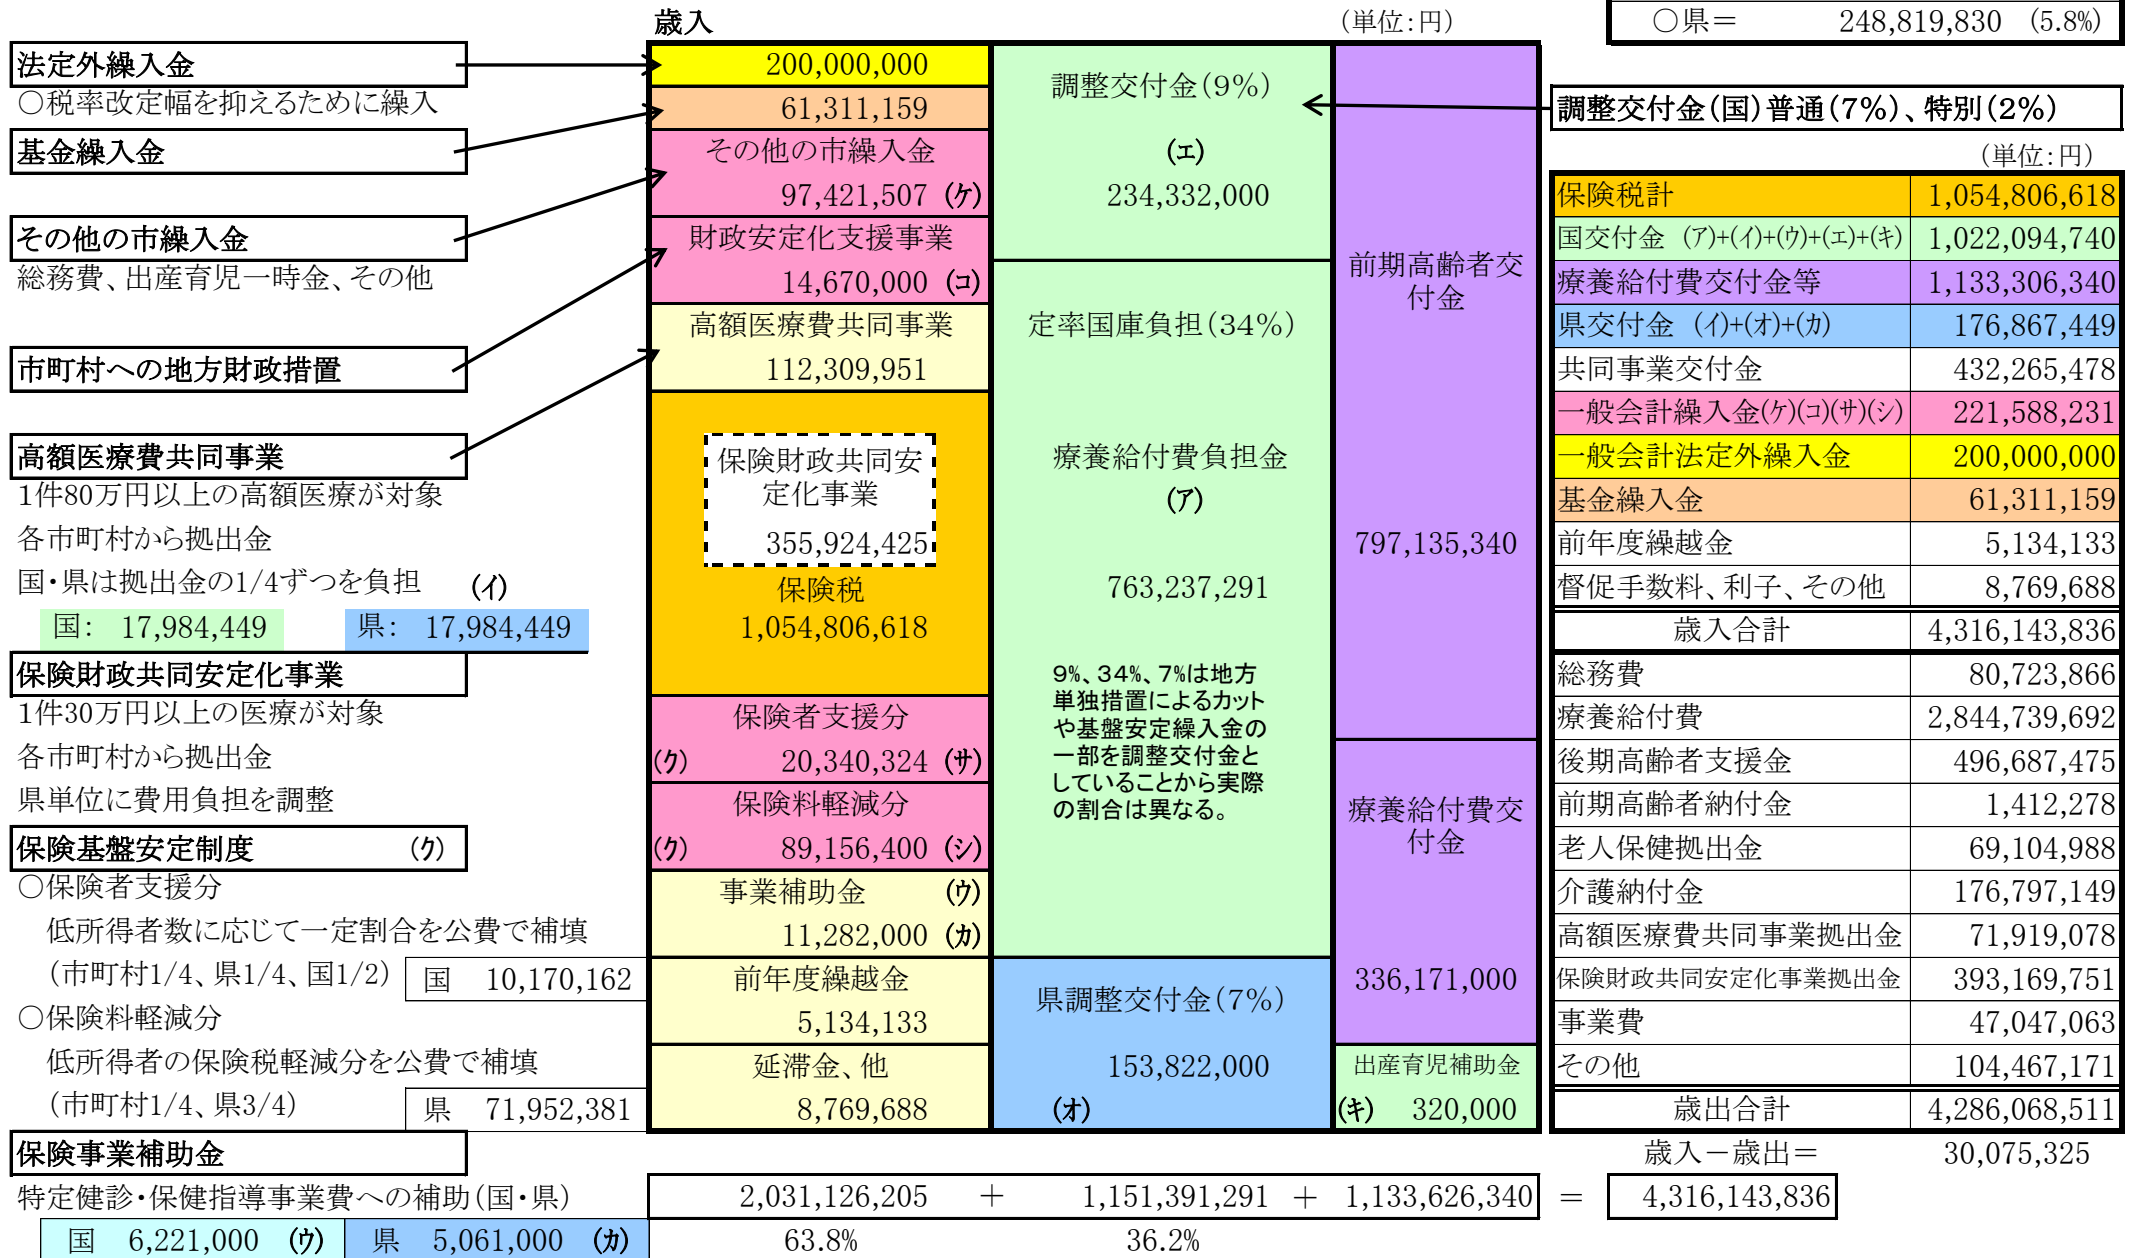 歳入
(単位:円)
〇県＝ 248,819,830 (5.8%)
法定外繰入金
〇税率改定幅を抑えるために繰入
基金繰入金
その他の市繰入金
総務費、出産育児一時金、その他
市町村への地方財政措置
高額医療費共同事業
1件80万円以上の高額医療が対象
各市町村から拠出金
国・県は拠出金の1/4ずつを負担 (イ)
国: 17,984,449 県: 17,984,449
保険財政共同安定化事業
1件30万円以上の医療が対象
各市町村から拠出金
県単位に費用負担を調整
保険基盤安定制度 (ク)
〇保険者支援分
低所得者数に応じて一定割合を公費で補填
(市町村1/4、県1/4、国1/2) 国 10,170,162
〇保険料軽減分
低所得者の保険税軽減分を公費で補填
(市町村1/4、県3/4) 県 71,952,381
保険事業補助金
特定健診・保健指導事業費への補助(国・県)
国 6,221,000 (ウ) 県 5,061,000 (カ)
200,000,000
61,311,159
その他の市繰入金
97,421,507 (ケ)
財政安定化支援事業
14,670,000 (コ)
高額医療費共同事業
112,309,951
保険財政共同安
定化事業
355,924,425
保険税
1,054,806,618
保険者支援分
(ク) 20,340,324 (サ)
保険料軽減分
(ク) 89,156,400 (シ)
事業補助金 (ウ)
11,282,000 (カ)
前年度繰越金
5,134,133
延滞金、他
8,769,688
調整交付金(9%)
(エ)
234,332,000
定率国庫負担(34%)
療養給付費負担金
(ア)
763,237,291
9%、34%、7%は地方
単独措置によるカット
や基盤安定繰入金の
一部を調整交付金と
していることから実際
の割合は異なる。
県調整交付金(7%)
153,822,000
(オ)
前期高齢者交
付金
797,135,340
療養給付費交
付金
336,171,000
出産育児補助金
(キ) 320,000
2,031,126,205 ＋ 1,151,391,291 ＋ 1,133,626,340 ＝ 4,316,143,836
63.8% 36.2%
調整交付金(国)普通(7%)、特別(2%)
(単位:円)
保険税計 1,054,806,618
国交付金 (ア)+(イ)+(ウ)+(エ)+(キ) 1,022,094,740
療養給付費交付金等 1,133,306,340
県交付金 (イ)+(オ)+(カ) 176,867,449
共同事業交付金 432,265,478
一般会計繰入金(ケ)(コ)(サ)(シ) 221,588,231
一般会計法定外繰入金 200,000,000
基金繰入金 61,311,159
前年度繰越金 5,134,133
督促手数料、利子、その他 8,769,688
歳入合計 4,316,143,836
総務費 80,723,866
療養給付費 2,844,739,692
後期高齢者支援金 496,687,475
前期高齢者納付金 1,412,278
老人保健拠出金 69,104,988
介護納付金 176,797,149
高額医療費共同事業拠出金 71,919,078
保険財政共同安定化事業拠出金 393,169,751
事業費 47,047,063
その他 104,467,171
歳出合計 4,286,068,511
歳入－歳出＝ 30,075,325